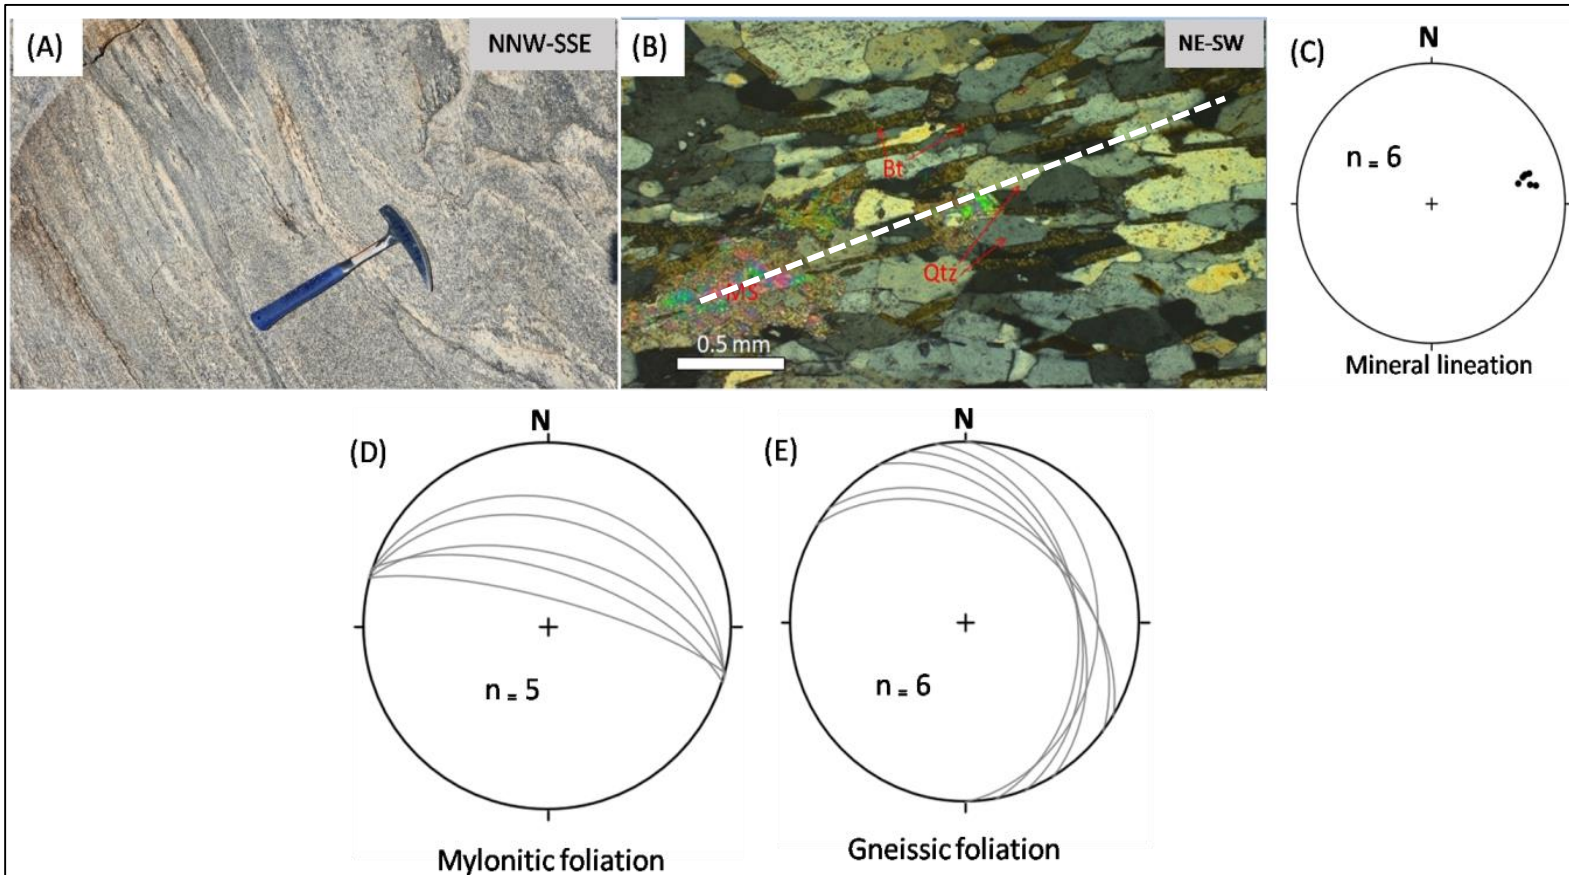 (A)
NNW-SSE
(B)
NE-SW
Bt
Qtz
MS
0.5 mm
(C)
N
n = 6
Mineral lineation
(D)
N
n = 5
Mylonitic foliation
(E)
N
n = 6
Gneissic foliation